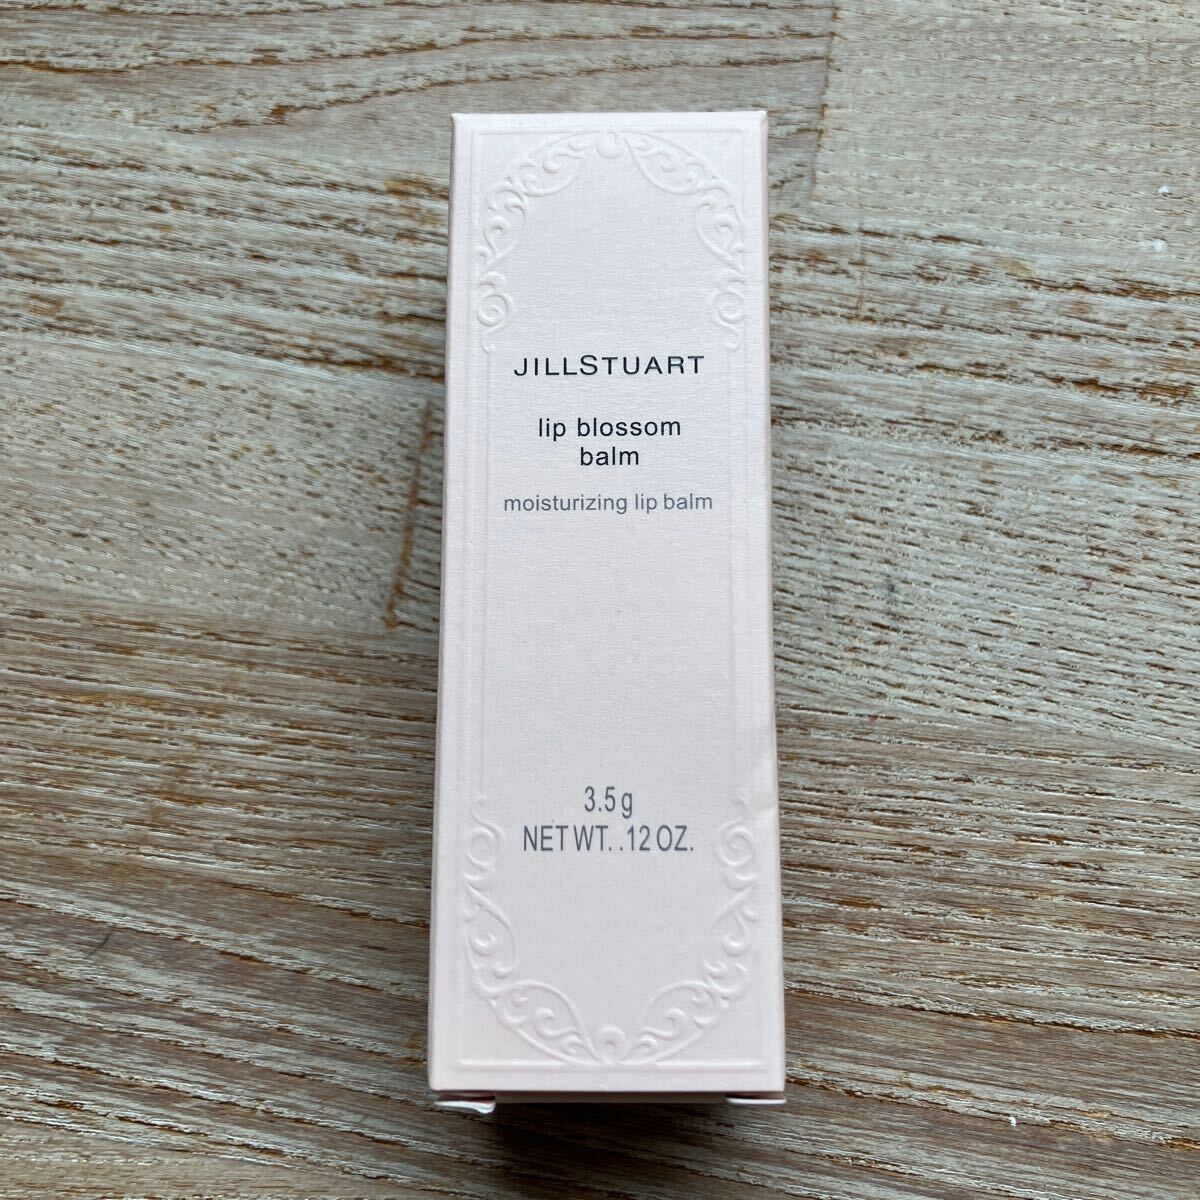 JILLSTUART
lip blossom
balm
moisturizing lip balm
3.5g
NET WT. .12 OZ.